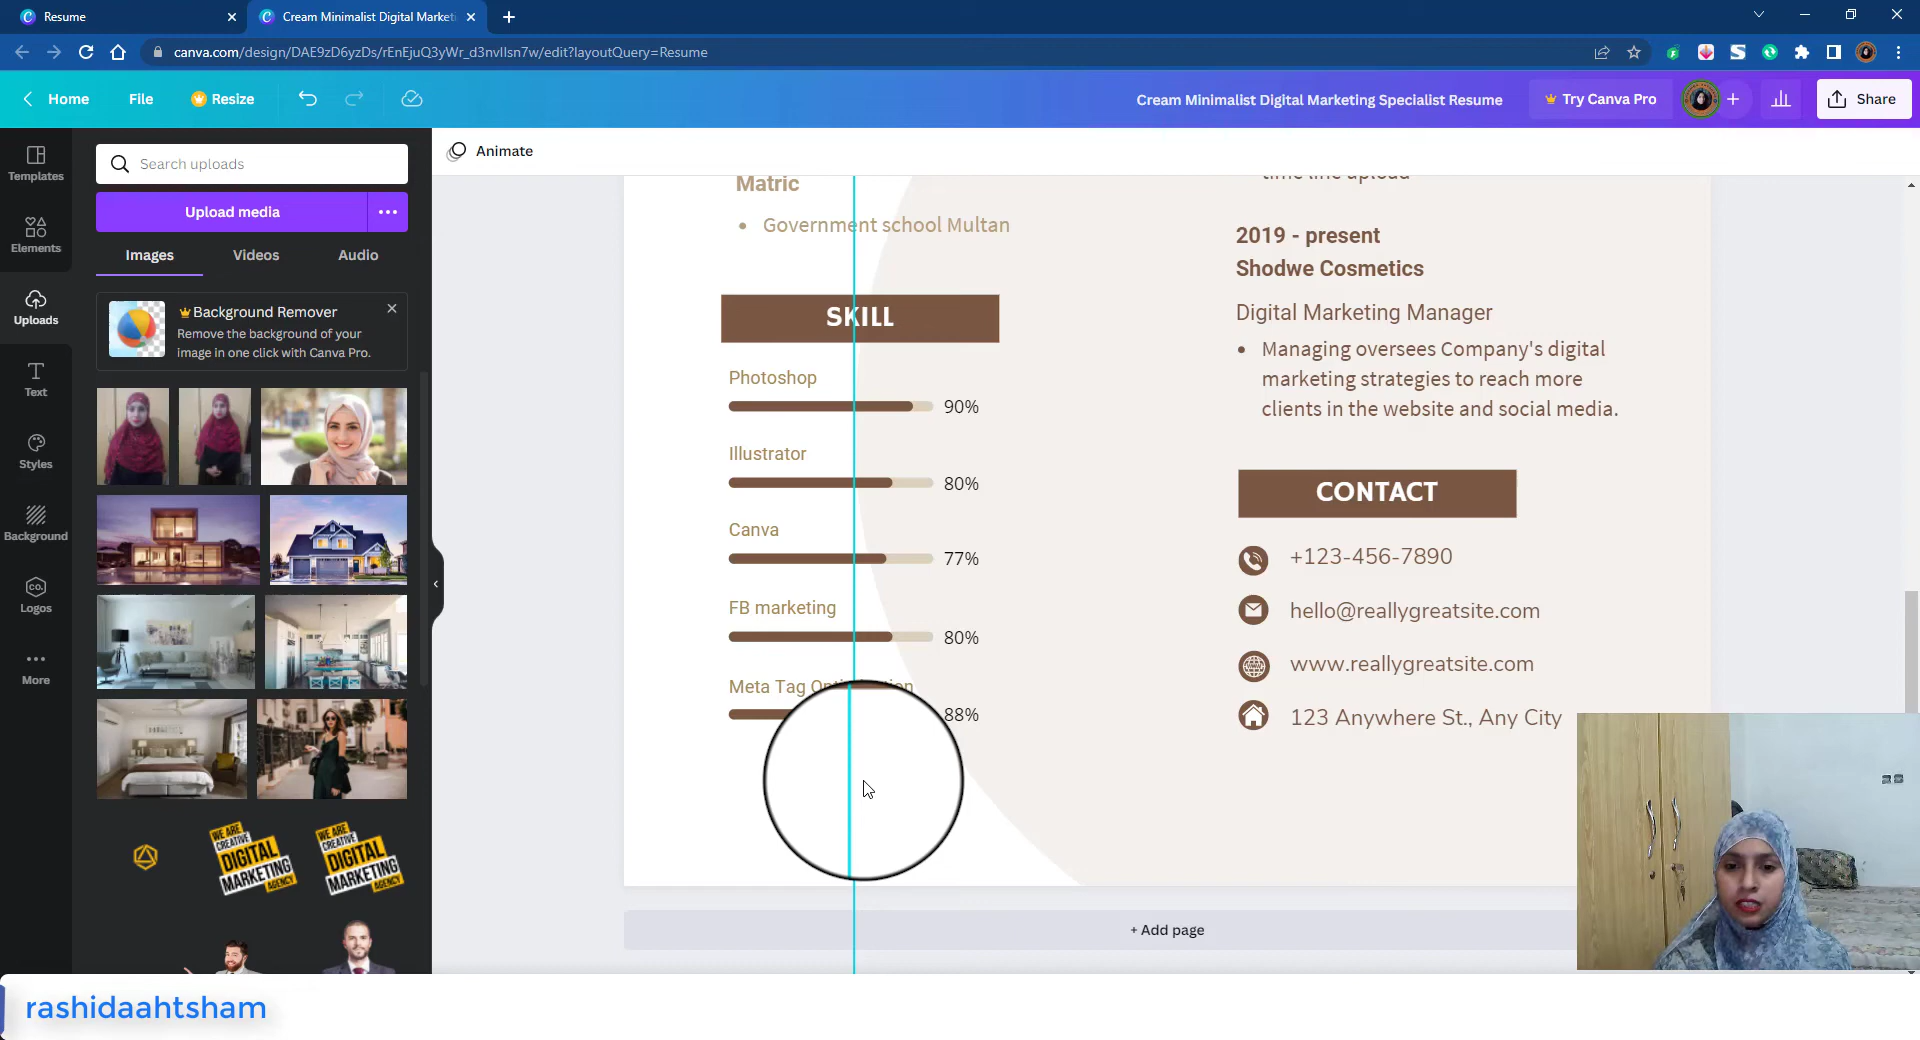 Resume
Cream Minimalist Digital Marketi
canva.com/design/DAE9zD6yzDs/rEnEjuQ3yWr_d3nvIIsn7w/edit?layoutQuery=Resume
Home
File
Resize
Cream Minimalist Digital Marketing Specialist Resume
Try Canva Pro
Share
Templates
Elements
Uploads
Text
Styles
Background
CO.
Logos
More
Search uploads
Upload media
Images
Videos
Audio
Background Remover
Remove the background of your
image in one click with Canva Pro.
WE ARE
CREATIVE
DIGITAL
MARKETING
AGENCY
WE ARE
CREATIVE
DIGITAL
MARKETING
AGENCY
Animate
Matric
• Government school Multan
SKILL
Photoshop
90%
Illustrator
80%
Canva
77%
FB marketing
80%
Meta Tag
88%
time line upload
2019 - present
Shodwe Cosmetics
Digital Marketing Manager
• Managing oversees Company's digital
marketing strategies to reach more
clients in the website and social media.
CONTACT
+123-456-7890
hello@reallygreatsite.com
www.reallygreatsite.com
123 Anywhere St., Any City
+ Add page
rashidaahtsham